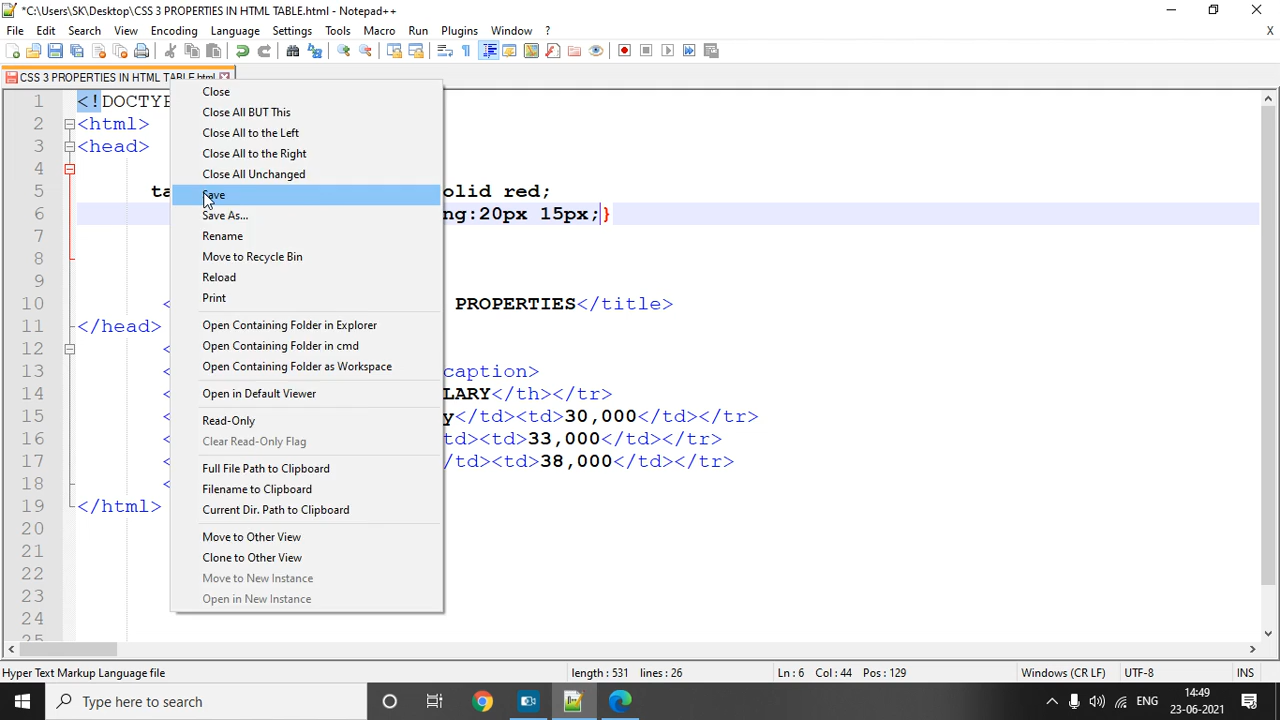 *C:\Users\SK\Desktop\CSS 3 PROPERTIES IN HTML TABLE.html - Notepad++
File Edit Search View Encoding Language Settings Tools Macro Run Plugins Window ? X
CSS 3 PROPERTIES IN HTML TABLE.html
Close
Close All BUT This
Close All to the Left
Close All to the Right
Close All Unchanged
Save
Save As...
Rename
Move to Recycle Bin
Reload
Print
Open Containing Folder in Explorer
Open Containing Folder in cmd
Open Containing Folder as Workspace
Open in Default Viewer
Read-Only
Clear Read-Only Flag
Full File Path to Clipboard
Filename to Clipboard
Current Dir. Path to Clipboard
Move to Other View
Clone to Other View
Move to New Instance
Open in New Instance
1 <!DOCTYP
2 <html>
3 <head>
4
5 ta olid red;
6 ng:20px 15px;}
7
8
9
10 < PROPERTIES</title>
11 </head>
12 <
13 < caption>
14 < LARY</th></tr>
15 < y</td><td>30,000</td></tr>
16 < td><td>33,000</td></tr>
17 < /td><td>38,000</td></tr>
18 <
19 </html>
20
21
22
23
24
25
Hyper Text Markup Language file length : 531 lines : 26 Ln : 6 Col : 44 Pos : 129 Windows (CR LF) UTF-8 INS
Type here to search
ENG
14:49
23-06-2021